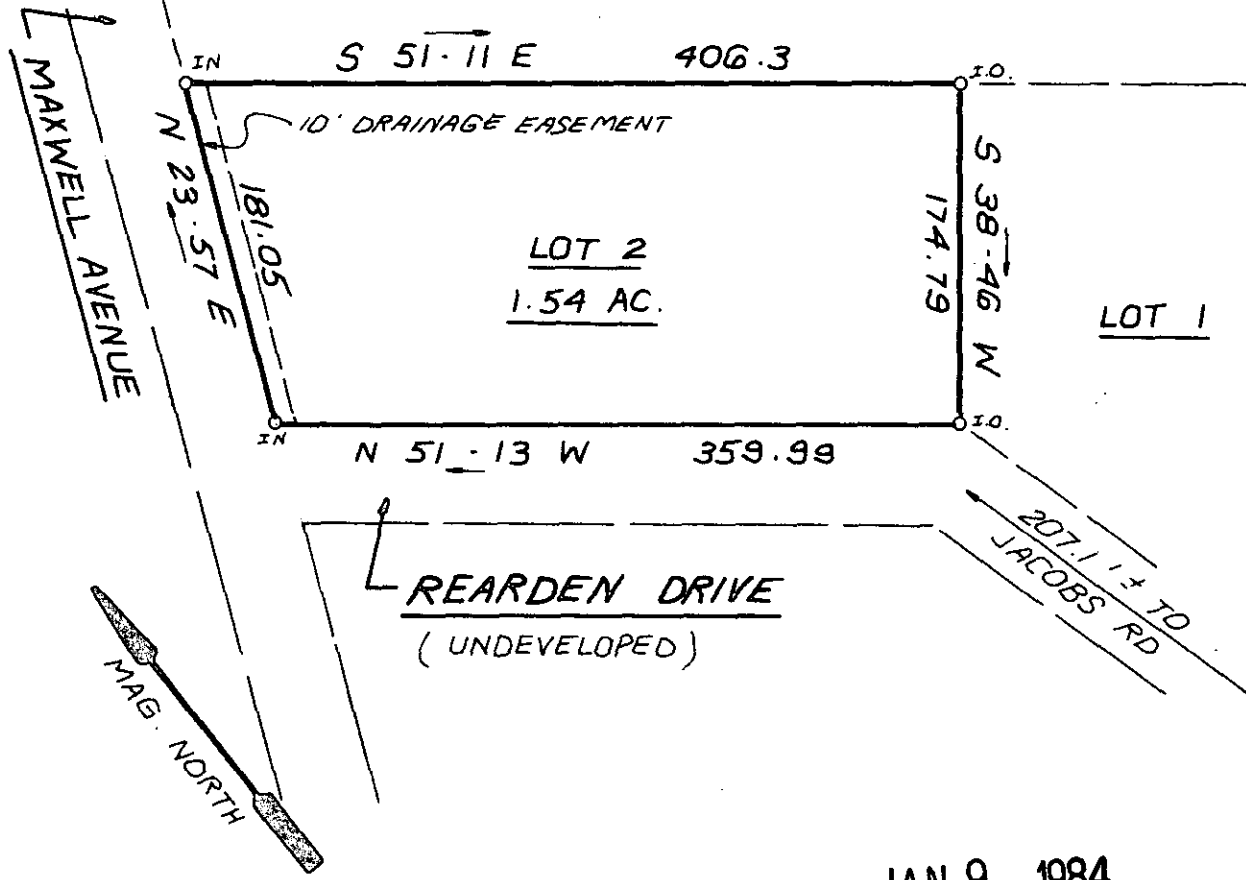 MAXWELL AVENUE
IN
S 51-11 E 406.3
I.O.
10' DRAINAGE EASEMENT
N 23-57 E
181.05
LOT 2
1.54 AC.
S 38-46 W
174.79
LOT 1
IN
N 51-13 W 359.99
I.O.
207.1'± TO
JACOBS RD
REARDEN DRIVE
(UNDEVELOPED)
MAG. NORTH
JAN 9 1984